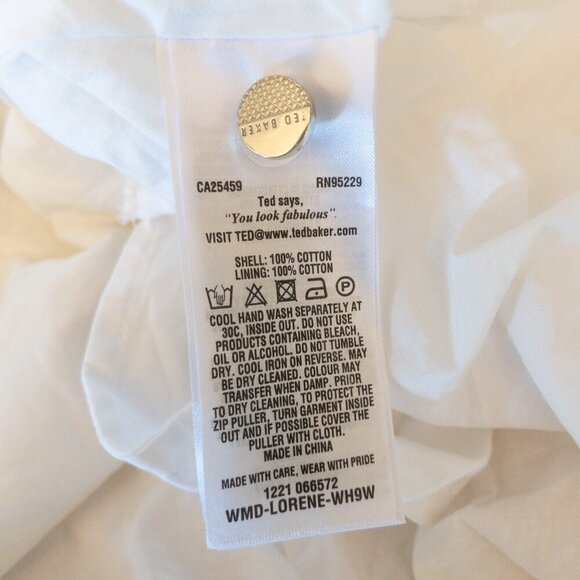 TED BAKER
CA25459 RN95229
Ted says,
"You look fabulous".
VISIT TED@www.tedbaker.com
SHELL: 100% COTTON
LINING: 100% COTTON
P
COOL HAND WASH SEPARATELY AT
30C, INSIDE OUT. DO NOT USE
PRODUCTS CONTAINING BLEACH,
OIL OR ALCOHOL. DO NOT TUMBLE
DRY. COOL IRON ON REVERSE. MAY
BE DRY CLEANED. COLOUR MAY
TRANSFER WHEN DAMP. PRIOR
TO DRY CLEANING, TO PROTECT THE
ZIP PULLER, TURN GARMENT INSIDE
OUT AND IF POSSIBLE COVER THE
PULLER WITH CLOTH.
MADE IN CHINA
MADE WITH CARE, WEAR WITH PRIDE
1221 066572
WMD-LORENE-WH9W